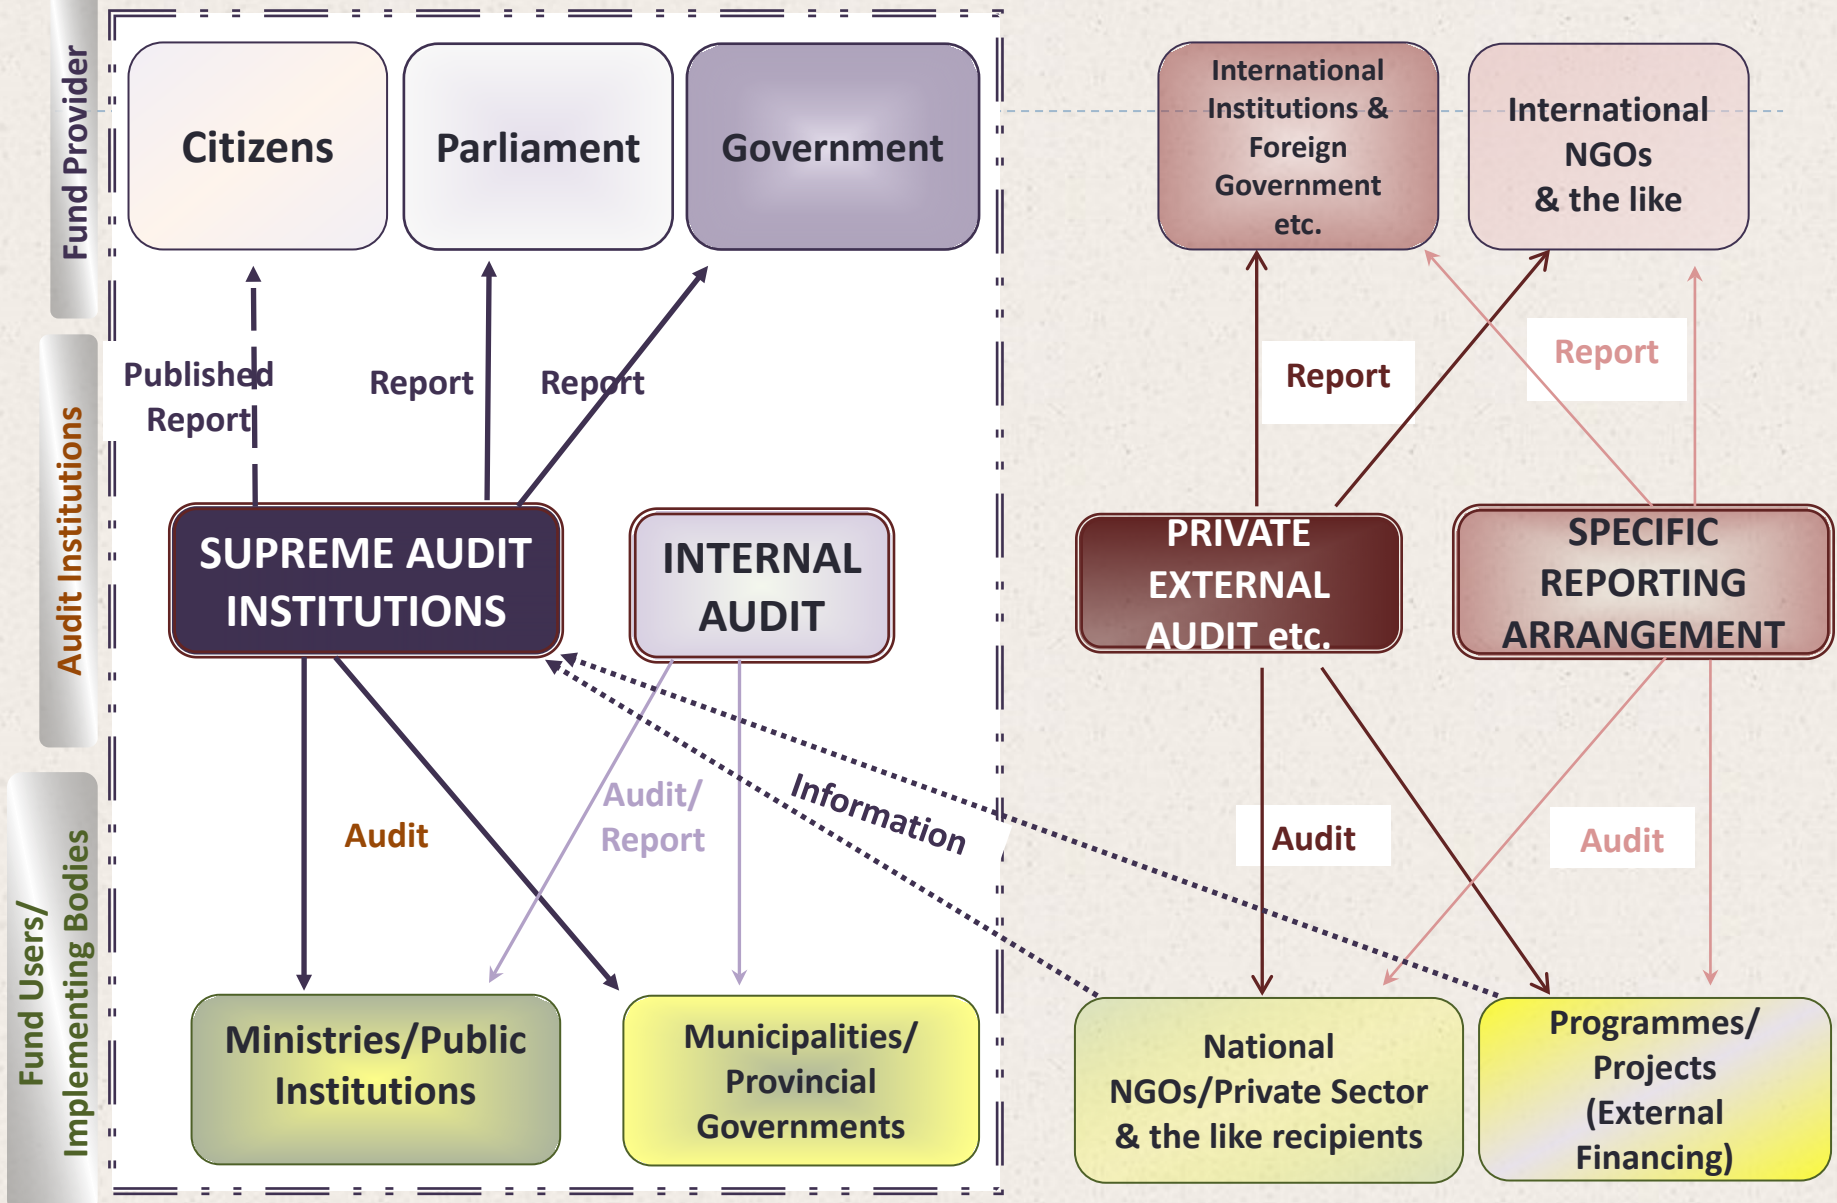 Fund Provider
Citizens
Parliament
Government
International
Institutions &
Foreign
Government
etc.
International
NGOs
& the like
Published
Report
Report
Report
Report
Report
Audit Institutions
SUPREME AUDIT
INSTITUTIONS
INTERNAL
AUDIT
PRIVATE
EXTERNAL
AUDIT etc.
SPECIFIC
REPORTING
ARRANGEMENT
Audit
Audit/
Report
Information
Audit
Audit
Fund Users/
Implementing Bodies
Ministries/Public
Institutions
Municipalities/
Provincial
Governments
National
NGOs/Private Sector
& the like recipients
Programmes/
Projects
(External
Financing)